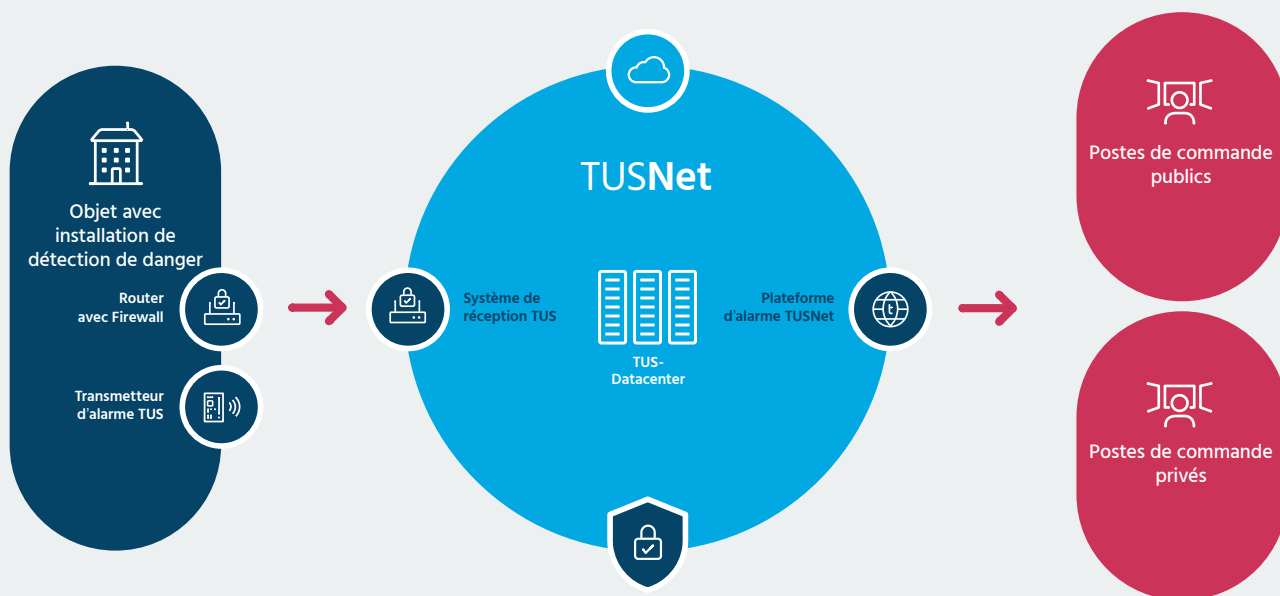 Objet avec
installation de
détection de danger
Router
avec Firewall
Transmetteur
d'alarme TUS
TUSNet
Système de
réception TUS
TUS-
Datacenter
Plateforme
d'alarme TUSNet
t
Postes de commande
publics
Postes de commande
privés